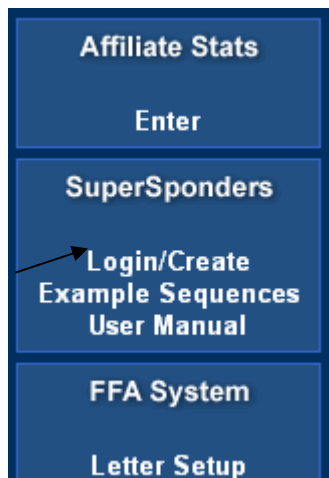 Affiliate Stats
Enter
SuperSponders
Login/Create
Example Sequences
User Manual
FFA System
Letter Setup